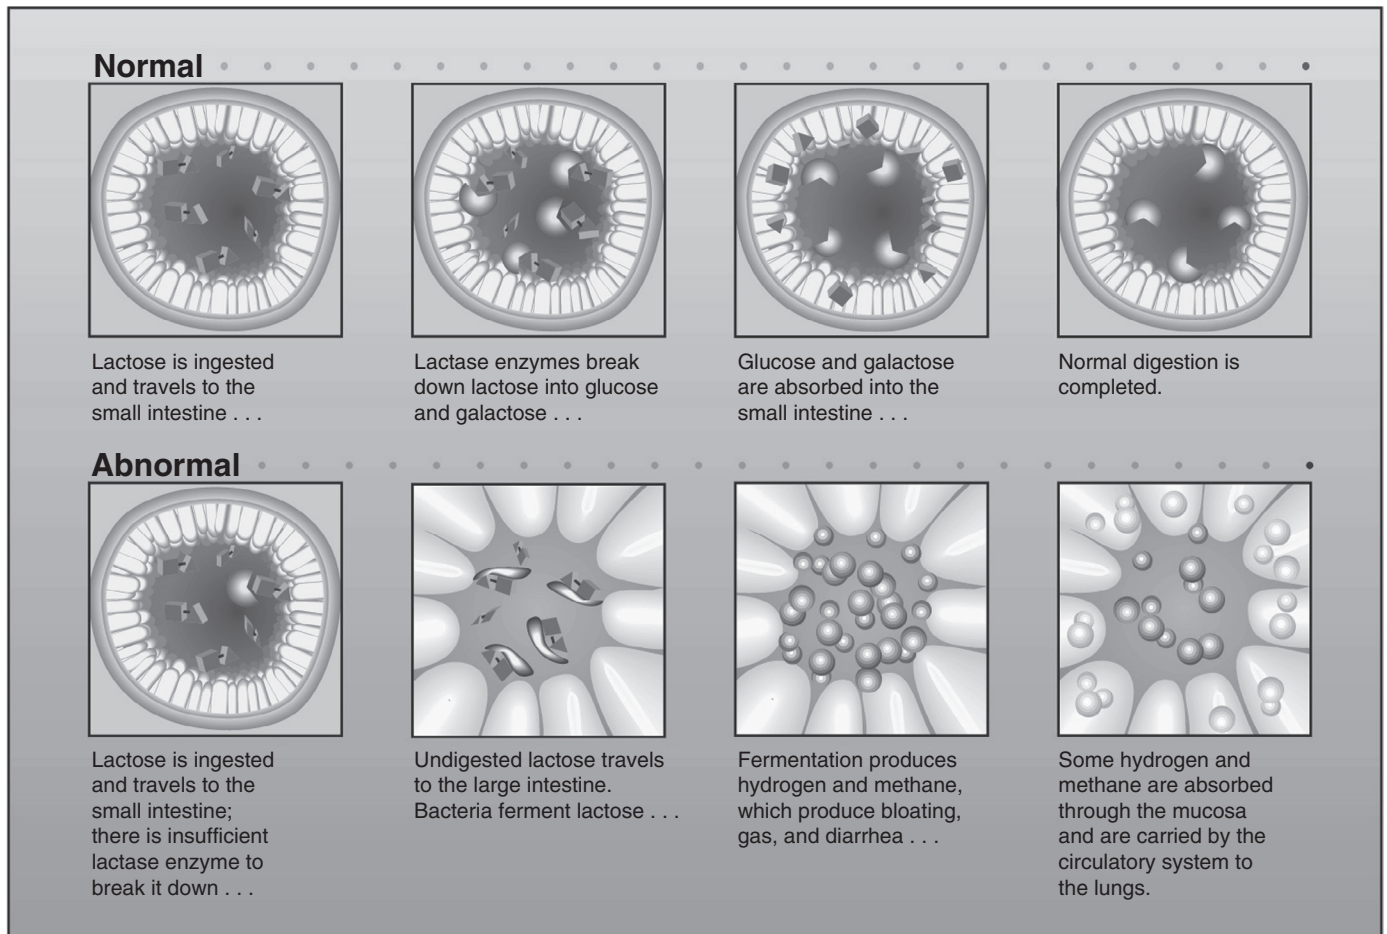 Normal
Lactose is ingested
and travels to the
small intestine . . .
Lactase enzymes break
down lactose into glucose
and galactose . . .
Glucose and galactose
are absorbed into the
small intestine . . .
Normal digestion is
completed.
Abnormal
Lactose is ingested
and travels to the
small intestine;
there is insufficient
lactase enzyme to
break it down . . .
Undigested lactose travels
to the large intestine.
Bacteria ferment lactose . . .
Fermentation produces
hydrogen and methane,
which produce bloating,
gas, and diarrhea . . .
Some hydrogen and
methane are absorbed
through the mucosa
and are carried by the
circulatory system to
the lungs.